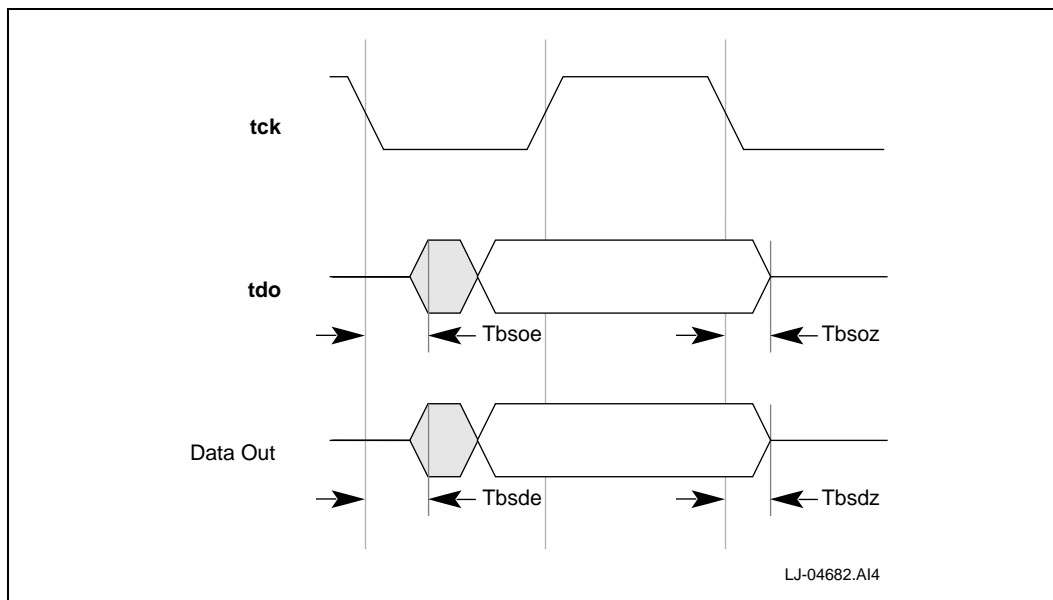 tck
tdo
Tbsoe
Tbsoz
Data Out
Tbsde
Tbsdz
LJ-04682.AI4